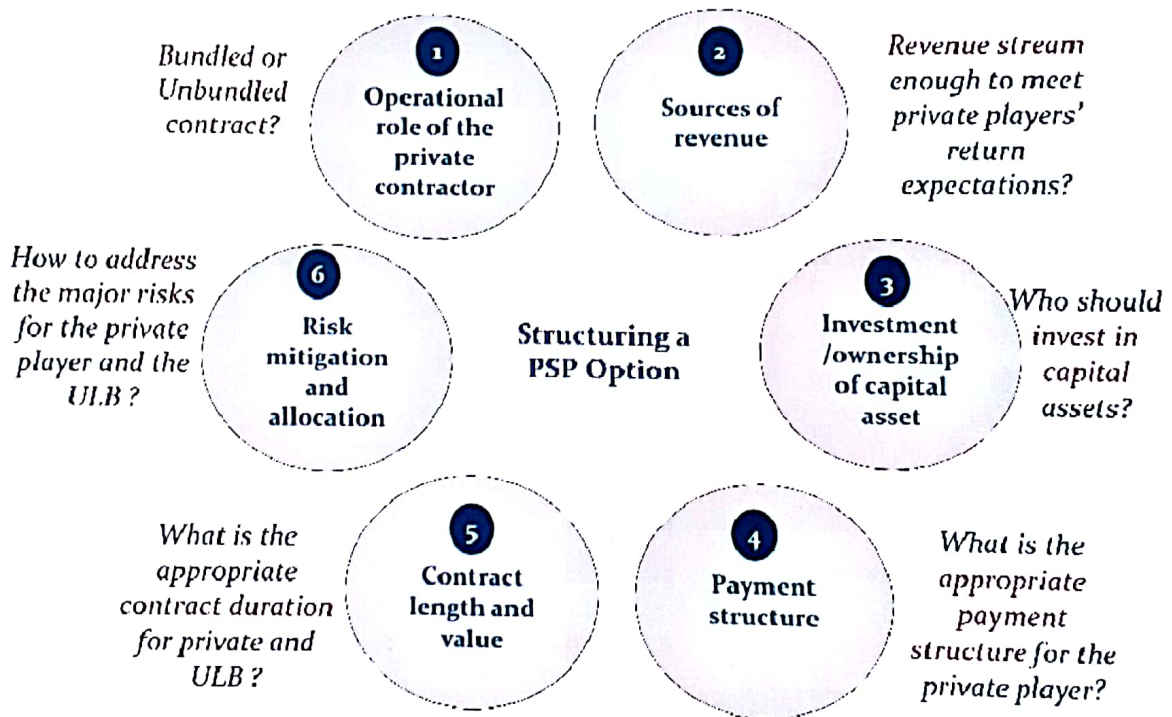 Bundled or
Unbundled
contract?
1
Operational
role of the
private
contractor
2
Sources of
revenue
Revenue stream
enough to meet
private players'
return
expectations?
How to address
the major risks
for the private
player and the
ULB ?
6
Risk
mitigation
and
allocation
Structuring a
PSP Option
3
Investment
/ownership
of capital
asset
Who should
invest in
capital
assets?
What is the
appropriate
contract duration
for private and
ULB ?
5
Contract
length and
value
4
Payment
structure
What is the
appropriate
payment
structure for the
private player?